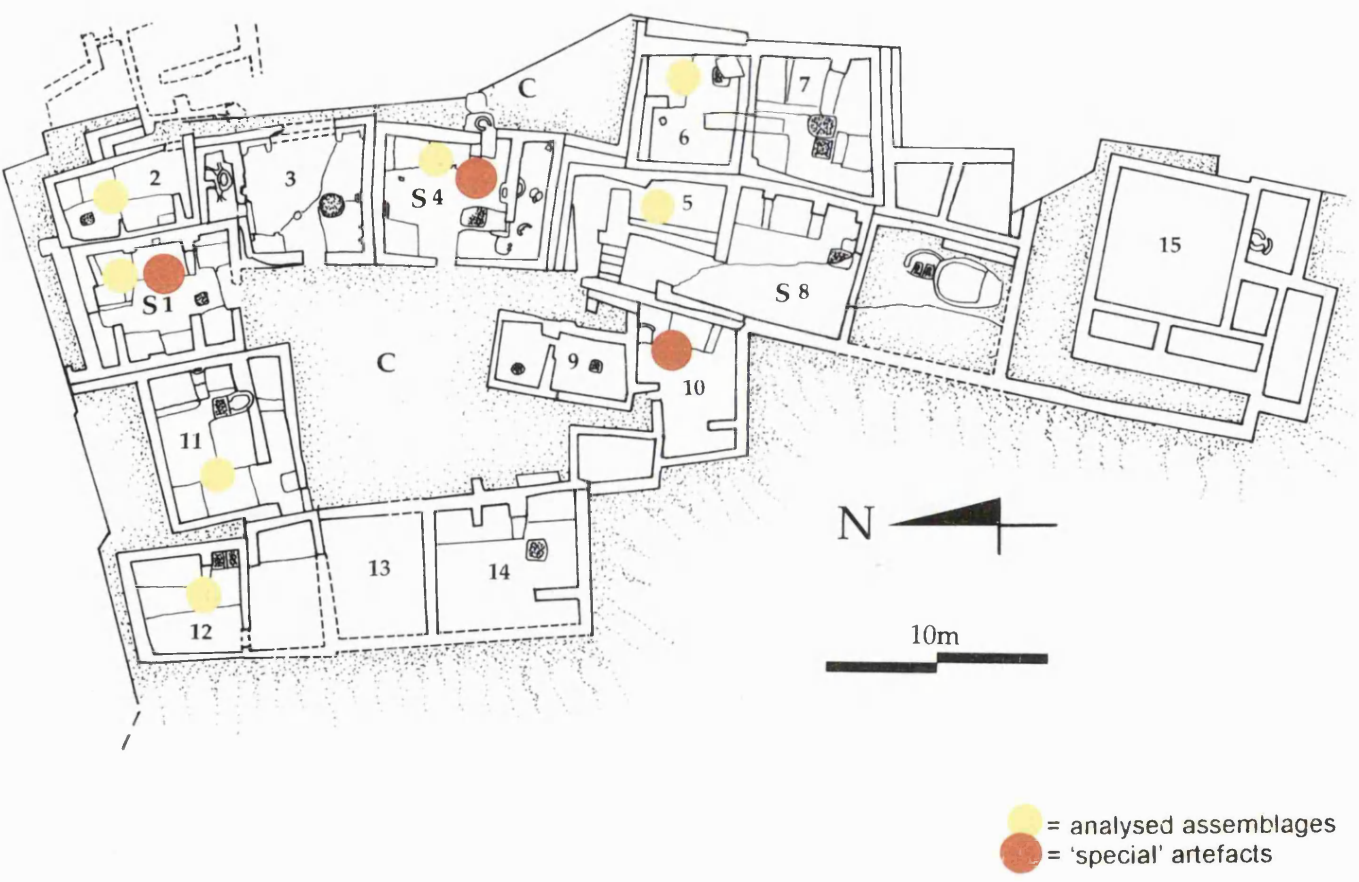 C
7
6
2
3
S 4
5
15
S 1
S 8
C
9
10
11
N
13
14
12
10m
= analysed assemblages
= 'special' artefacts